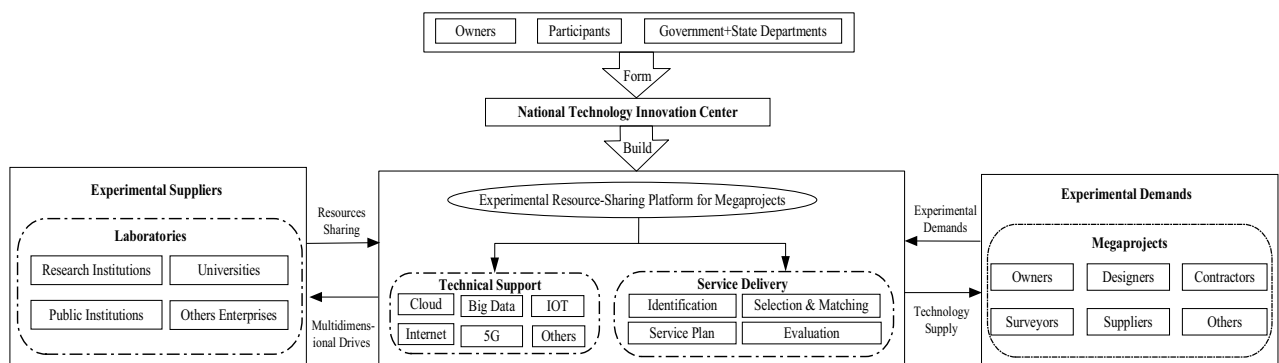 Owners
Participants
Government+State Departments
Form
National Technology Innovation Center
Build
Experimental Suppliers
Laboratories
Research Institutions
Universities
Public Institutions
Others Enterprises
Resources
Sharing
Multidimens-
ional Drives
Experimental Resource-Sharing Platform for Megaprojects
Technical Support
Cloud
Big Data
IOT
Internet
5G
Others
Service Delivery
Identification
Selection & Matching
Service Plan
Evaluation
Experimental
Demands
Technology
Supply
Experimental Demands
Megaprojects
Owners
Designers
Contractors
Surveyors
Suppliers
Others